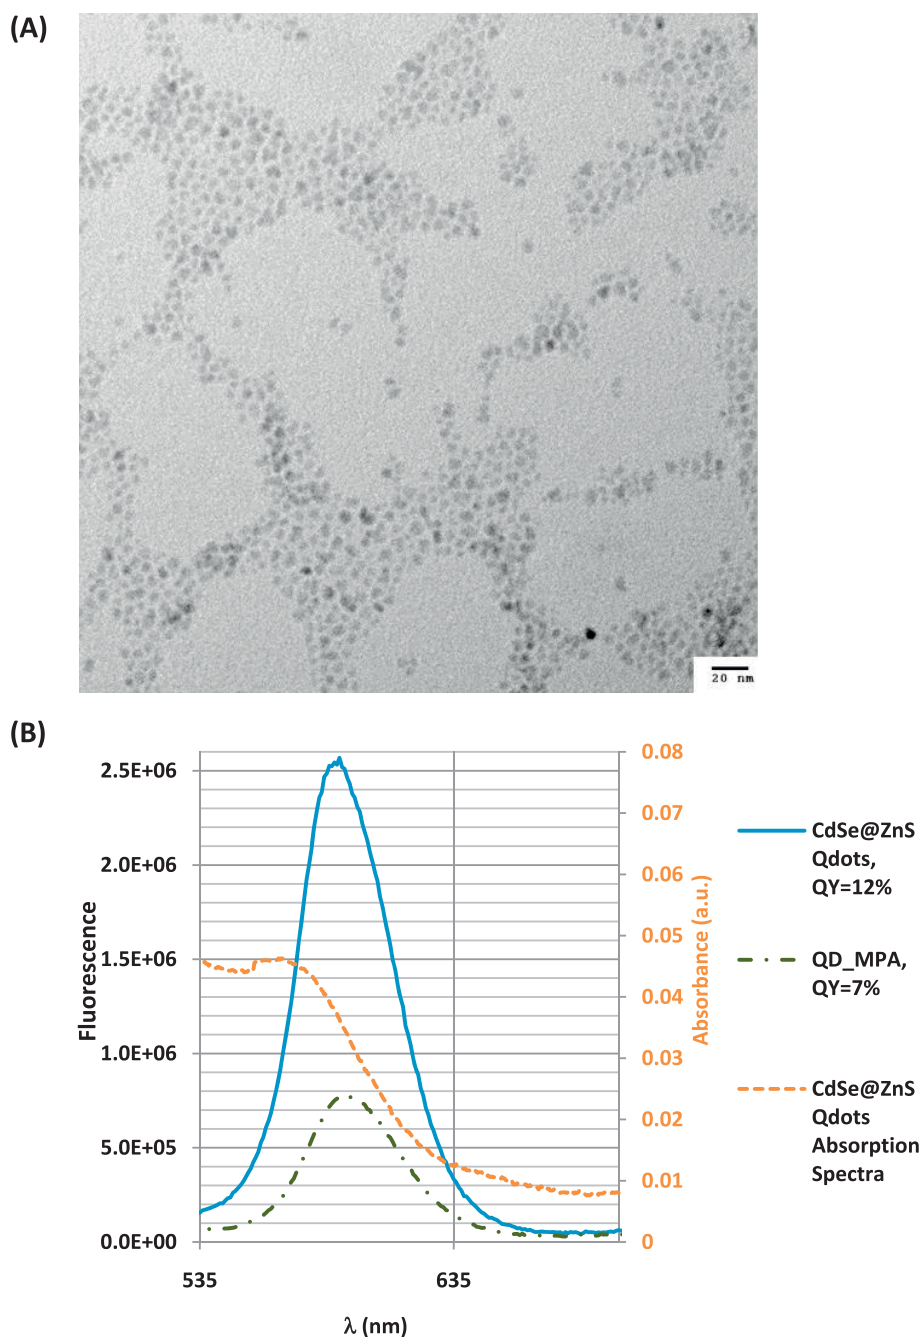 (A)
20 nm
(B)
Fluorescence
2.5E+06
2.0E+06
1.5E+06
1.0E+06
5.0E+05
0.0E+00
535
635
λ (nm)
0.08
0.07
0.06
0.05
0.04
0.03
0.02
0.01
0
Absorbance (a.u.)
CdSe@ZnS
Qdots,
QY=12%
QD_MPA,
QY=7%
CdSe@ZnS
Qdots
Absorption
Spectra